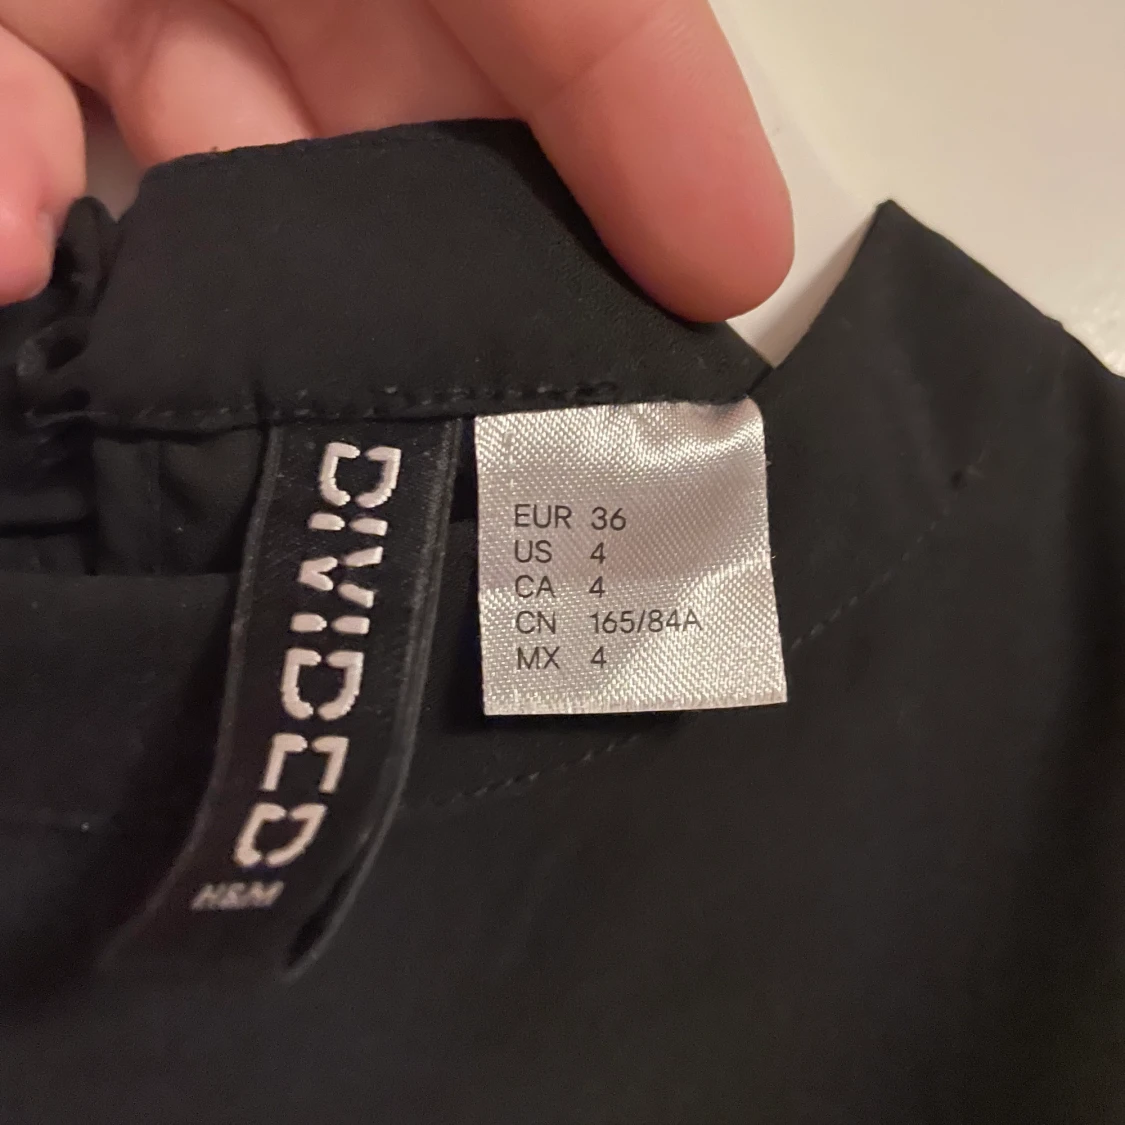 DIVIDED
H&M
EUR 36
US 4
CA 4
CN 165/84A
MX 4